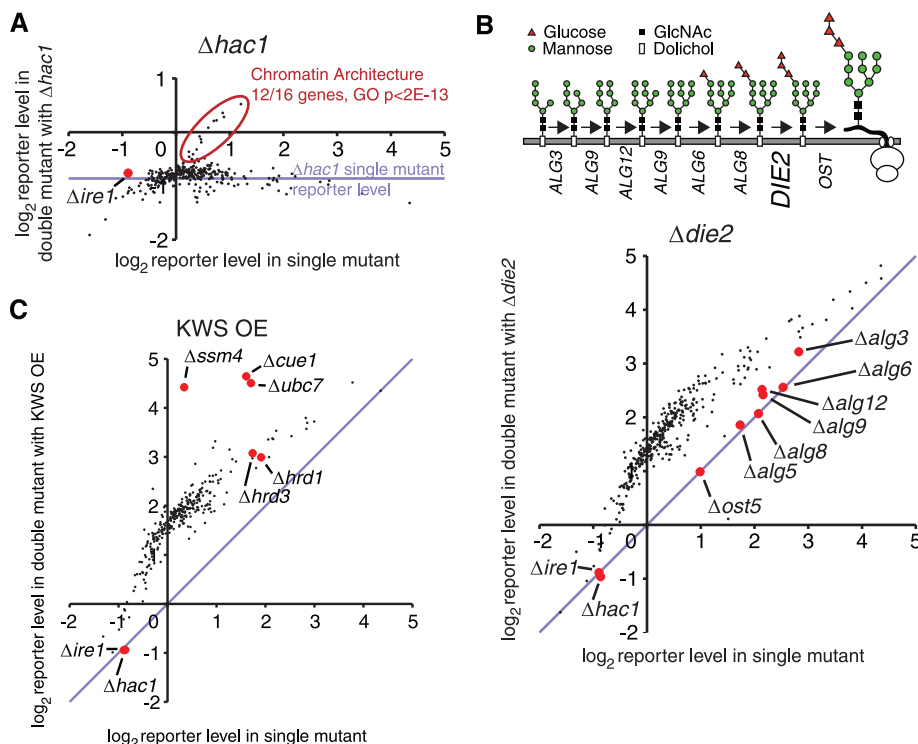 A
Δhac1
log2 reporter level in
double mutant with Δhac1
1
Chromatin Architecture
12/16 genes, GO p<2E-13
-2 -1 0 1 2 3 4 5
Δire1
Δhac1 single mutant
reporter level
-2
log2 reporter level in single mutant
B
Glucose
GlcNAc
Mannose
Dolichol
ALG3
ALG9
ALG12
ALG9
ALG6
ALG8
DIE2
OST
Δdie2
log2 reporter level in double mutant with Δdie2
5
4
3
2
1
Δalg3
Δalg6
Δalg12
Δalg9
Δalg8
Δalg5
Δost5
-2 -1 0 1 2 3 4 5
Δire1
-1
Δhac1
-2
log2 reporter level in single mutant
C
KWS OE
log2 reporter level in double mutant with KWS OE
5
4
3
2
Δssm4
Δcue1
Δubc7
Δhrd1
Δhrd3
-2 -1 0 1 2 3 4 5
Δire1
-1
Δhac1
-2
log2 reporter level in single mutant